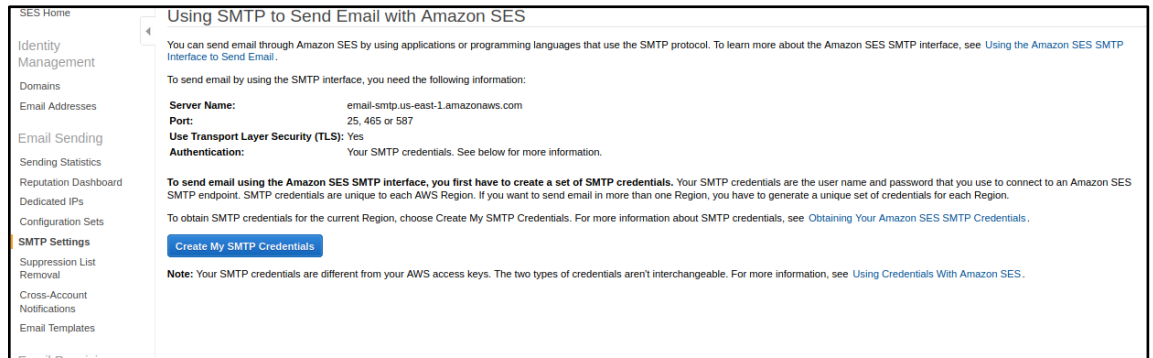 SES Home
Identity
Management
Domains
Email Addresses
Email Sending
Sending Statistics
Reputation Dashboard
Dedicated IPs
Configuration Sets
SMTP Settings
Suppression List
Removal
Cross-Account
Notifications
Email Templates
Using SMTP to Send Email with Amazon SES
You can send email through Amazon SES by using applications or programming languages that use the SMTP protocol. To learn more about the Amazon SES SMTP interface, see Using the Amazon SES SMTP
Interface to Send Email.
To send email by using the SMTP interface, you need the following information:
Server Name: email-smtp.us-east-1.amazonaws.com
Port: 25, 465 or 587
Use Transport Layer Security (TLS): Yes
Authentication: Your SMTP credentials. See below for more information.
To send email using the Amazon SES SMTP interface, you first have to create a set of SMTP credentials. Your SMTP credentials are the user name and password that you use to connect to an Amazon SES
SMTP endpoint. SMTP credentials are unique to each AWS Region. If you want to send email in more than one Region, you have to generate a unique set of credentials for each Region.
To obtain SMTP credentials for the current Region, choose Create My SMTP Credentials. For more information about SMTP credentials, see Obtaining Your Amazon SES SMTP Credentials.
Create My SMTP Credentials
Note: Your SMTP credentials are different from your AWS access keys. The two types of credentials aren't interchangeable. For more information, see Using Credentials With Amazon SES.